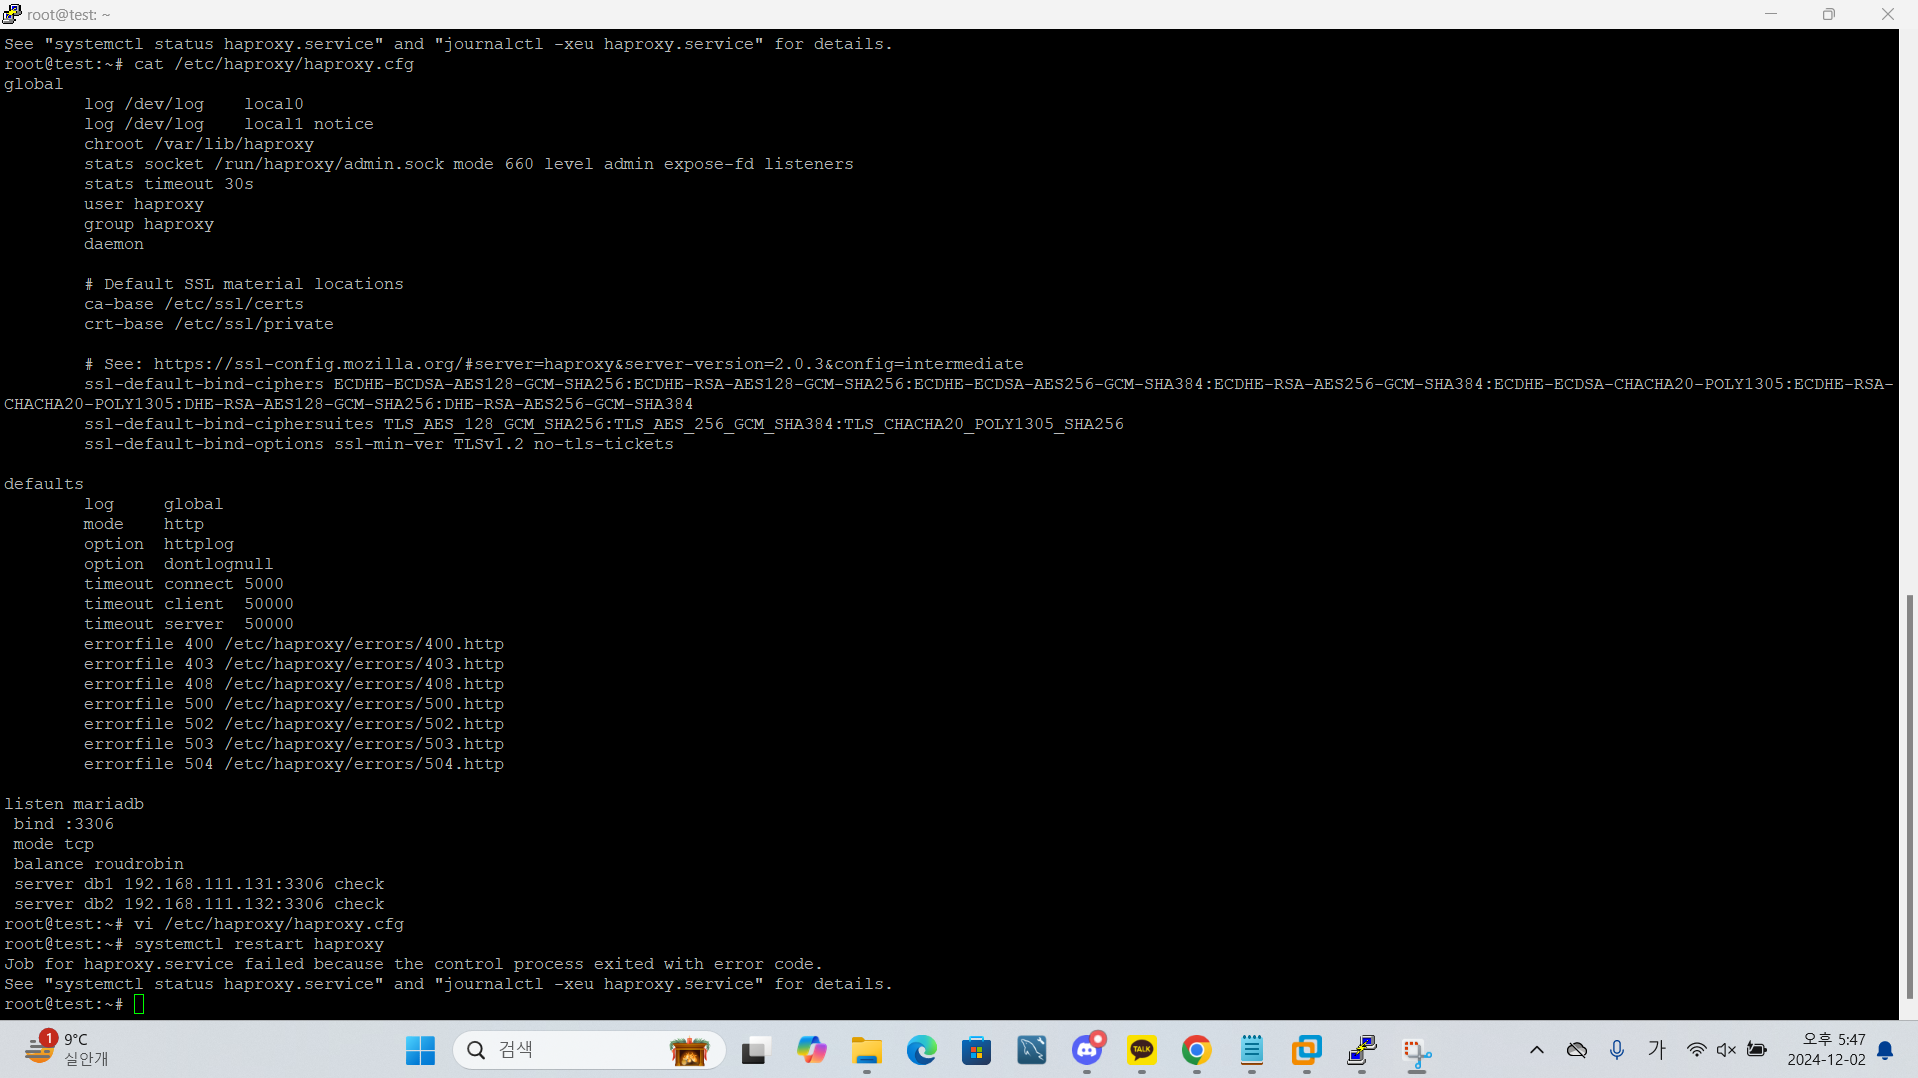 root@test: ~
See "systemctl status haproxy.service" and "journalctl -xeu haproxy.service" for details.
root@test:~# cat /etc/haproxy/haproxy.cfg
global
        log /dev/log    local0
        log /dev/log    local1 notice
        chroot /var/lib/haproxy
        stats socket /run/haproxy/admin.sock mode 660 level admin expose-fd listeners
        stats timeout 30s
        user haproxy
        group haproxy
        daemon
        # Default SSL material locations
        ca-base /etc/ssl/certs
        crt-base /etc/ssl/private
        # See: https://ssl-config.mozilla.org/#server=haproxy&server-version=2.0.3&config=intermediate
        ssl-default-bind-ciphers ECDHE-ECDSA-AES128-GCM-SHA256:ECDHE-RSA-AES128-GCM-SHA256:ECDHE-ECDSA-AES256-GCM-SHA384:ECDHE-RSA-AES256-GCM-SHA384:ECDHE-ECDSA-CHACHA20-POLY1305:ECDHE-RSA-
CHACHA20-POLY1305:DHE-RSA-AES128-GCM-SHA256:DHE-RSA-AES256-GCM-SHA384
        ssl-default-bind-ciphersuites TLS_AES_128_GCM_SHA256:TLS_AES_256_GCM_SHA384:TLS_CHACHA20_POLY1305_SHA256
        ssl-default-bind-options ssl-min-ver TLSv1.2 no-tls-tickets
defaults
        log     global
        mode    http
        option  httplog
        option  dontlognull
        timeout connect 5000
        timeout client  50000
        timeout server  50000
        errorfile 400 /etc/haproxy/errors/400.http
        errorfile 403 /etc/haproxy/errors/403.http
        errorfile 408 /etc/haproxy/errors/408.http
        errorfile 500 /etc/haproxy/errors/500.http
        errorfile 502 /etc/haproxy/errors/502.http
        errorfile 503 /etc/haproxy/errors/503.http
        errorfile 504 /etc/haproxy/errors/504.http
listen mariadb
 bind :3306
 mode tcp
 balance roudrobin
 server db1 192.168.111.131:3306 check
 server db2 192.168.111.132:3306 check
root@test:~# vi /etc/haproxy/haproxy.cfg
root@test:~# systemctl restart haproxy
Job for haproxy.service failed because the control process exited with error code.
See "systemctl status haproxy.service" and "journalctl -xeu haproxy.service" for details.
root@test:~#
1
9°C
실안개
검색
TALK
가
오후 5:47
2024-12-02